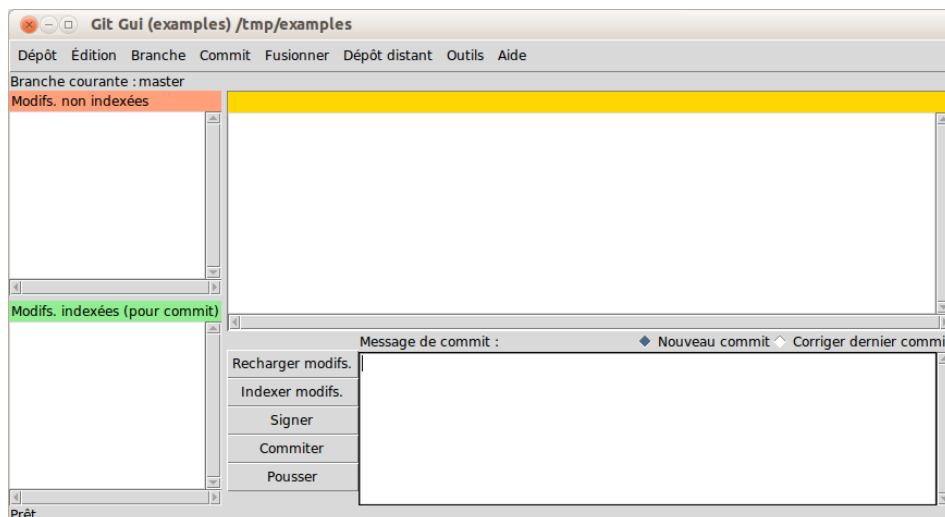 Git Gui (examples) /tmp/examples
Dépôt Édition Branche Commit Fusionner Dépôt distant Outils Aide
Branche courante : master
Modifs. non indexées
Modifs. indexées (pour commit)
Message de commit :
Nouveau commit
Corriger dernier commi
Recharger modifs.
Indexer modifs.
Signer
Commiter
Pousser
Prêt